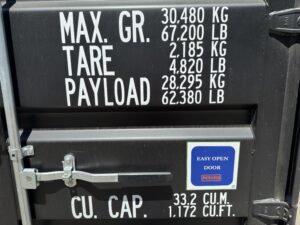 MAX. GR. 30.480 KG
67.200 LB
TARE 2.185 KG
4.820 LB
PAYLOAD 28.295 KG
62.380 LB
EASY OPEN
DOOR
CU. CAP. 33.2 CU.M.
1.172 CU.FT.